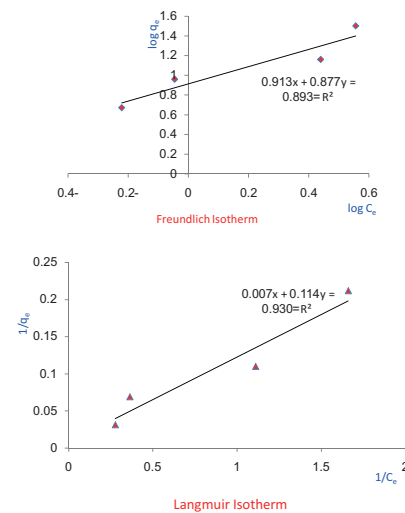 log qₑ
1.6
1.4
1.2
1
0.8
0.6
0.4
0.2
0
0.913x + 0.877y =
0.893=R²
0.4-
0.2-
0
0.2
0.4
0.6
log Cₑ
Freundlich Isotherm
1/qₑ
0.25
0.2
0.15
0.1
0.05
0
0.007x + 0.114y =
0.930=R²
0
0.5
1
1.5
2
1/Cₑ
Langmuir Isotherm